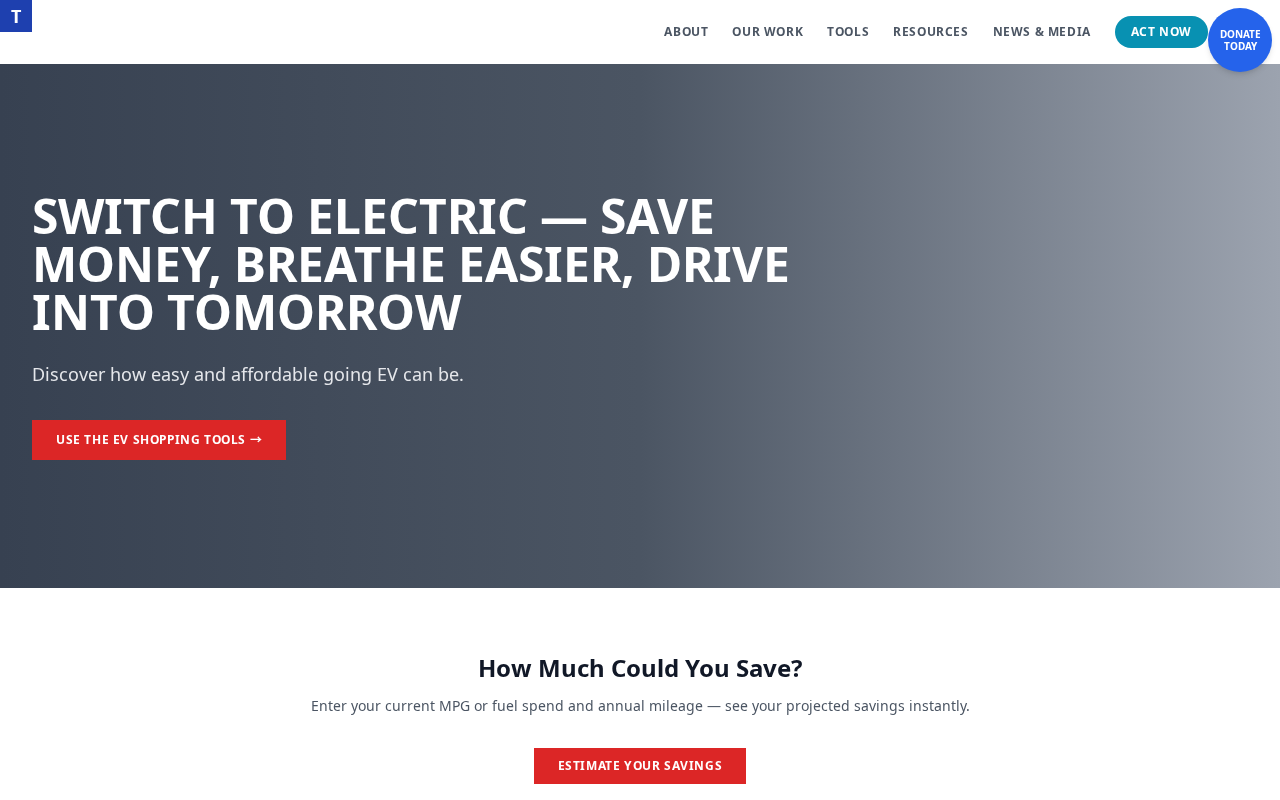 T
ABOUT
OUR WORK
TOOLS
RESOURCES
NEWS & MEDIA
ACT NOW
DONATE
TODAY
SWITCH TO ELECTRIC — SAVE
MONEY, BREATHE EASIER, DRIVE
INTO TOMORROW
Discover how easy and affordable going EV can be.
USE THE EV SHOPPING TOOLS →
How Much Could You Save?
Enter your current MPG or fuel spend and annual mileage — see your projected savings instantly.
ESTIMATE YOUR SAVINGS